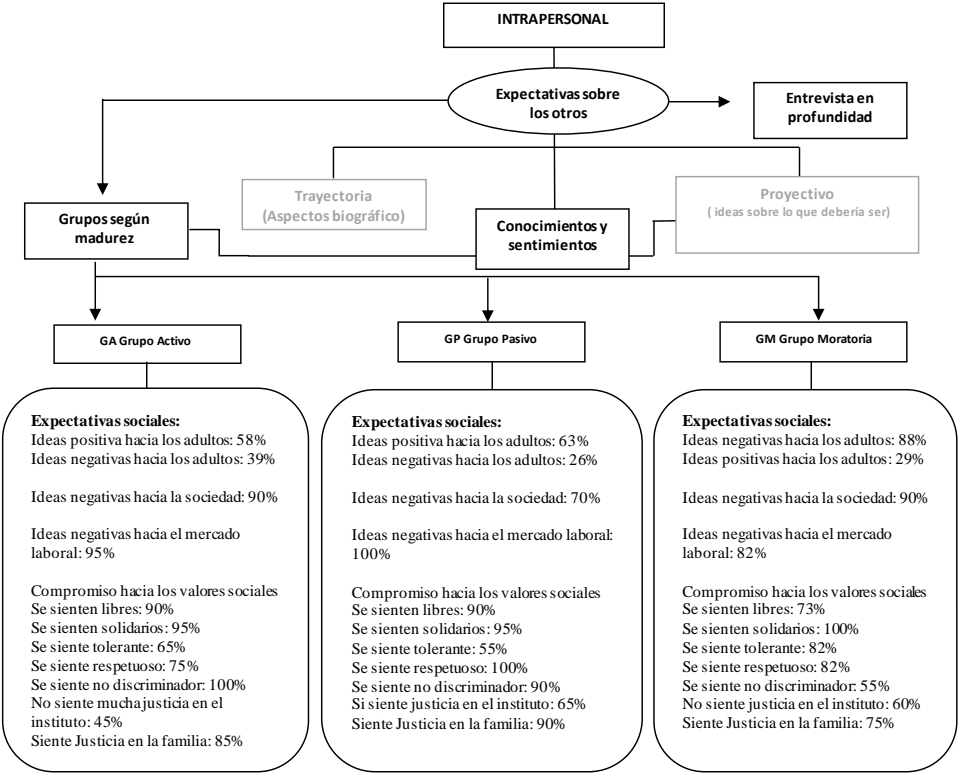 INTRAPERSONAL
Expectativas sobre
los otros
Entrevista en
profundidad
Trayectoria
(Aspectos biográfico)
Proyectivo
( ideas sobre lo que debería ser)
Grupos según
madurez
Conocimientos y
sentimientos
GA Grupo Activo
GP Grupo Pasivo
GM Grupo Moratoria
Expectativas sociales:
Ideas positiva hacia los adultos: 58%
Ideas negativas hacia los adultos: 39%
Ideas negativas hacia la sociedad: 90%
Ideas negativas hacia el mercado
laboral: 95%
Compromiso hacia los valores sociales
Se sienten libres: 90%
Se sienten solidarios: 95%
Se siente tolerante: 65%
Se siente respetuoso: 75%
Se siente no discriminador: 100%
No siente mucha justicia en el
instituto: 45%
Siente Justicia en la familia: 85%
Expectativas sociales:
Ideas positiva hacia los adultos: 63%
Ideas negativas hacia los adultos: 26%
Ideas negativas hacia la sociedad: 70%
Ideas negativas hacia el mercado laboral:
100%
Compromiso hacia los valores sociales
Se sienten libres: 90%
Se sienten solidarios: 95%
Se siente tolerante: 55%
Se siente respetuoso: 100%
Se siente no discriminador: 90%
Si siente justicia en el instituto: 65%
Siente Justicia en la familia: 90%
Expectativas sociales:
Ideas negativas hacia los adultos: 88%
Ideas positivas hacia los adultos: 29%
Ideas negativas hacia la sociedad: 90%
Ideas negativas hacia el mercado
laboral: 82%
Compromiso hacia los valores sociales
Se sienten libres: 73%
Se sienten solidarios: 100%
Se siente tolerante: 82%
Se siente respetuoso: 82%
Se siente no discriminador: 55%
No siente justicia en el instituto: 60%
Siente Justicia en la familia: 75%